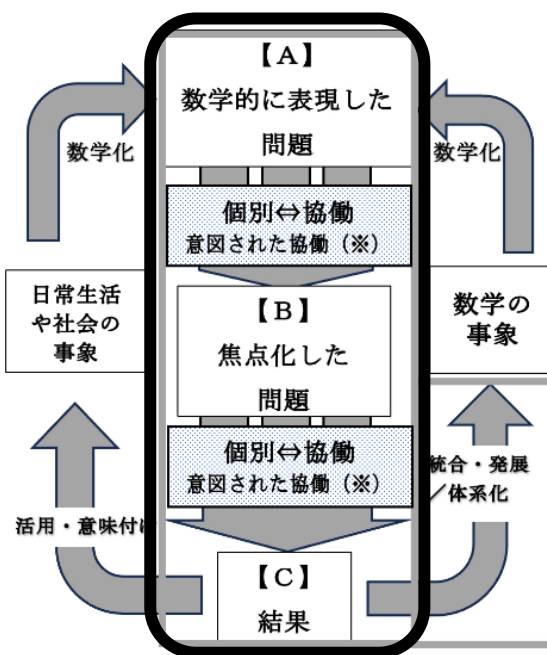 【A】
数学的に表現した
問題
数学化
数学化
個別⇔協働
意図された協働（※）
日常生活
や社会の
事象
【B】
焦点化した
問題
数学の
事象
個別⇔協働
意図された協働（※）
活用・意味付け
統合・発展
／体系化
【C】
結果